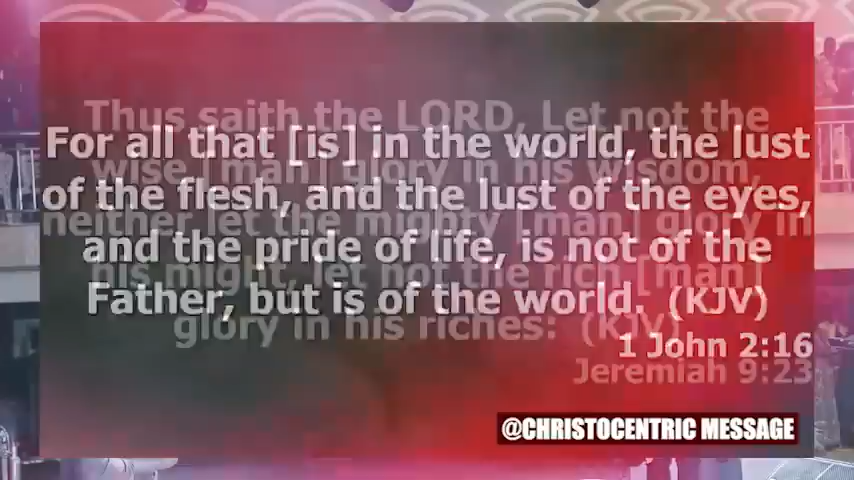 Thus saith the LORD, Let not the
For all that [is] in the world, the lust
wise [man] glory in his wisdom,
of the flesh, and the lust of the eyes,
neither let the mighty [man] glory in
and the pride of life, is not of the
his might, let not the rich [man]
Father, but is of the world. (KJV)
glory in his riches: (KJV)
1 John 2:16
Jeremiah 9:23
@CHRISTOCENTRIC MESSAGE